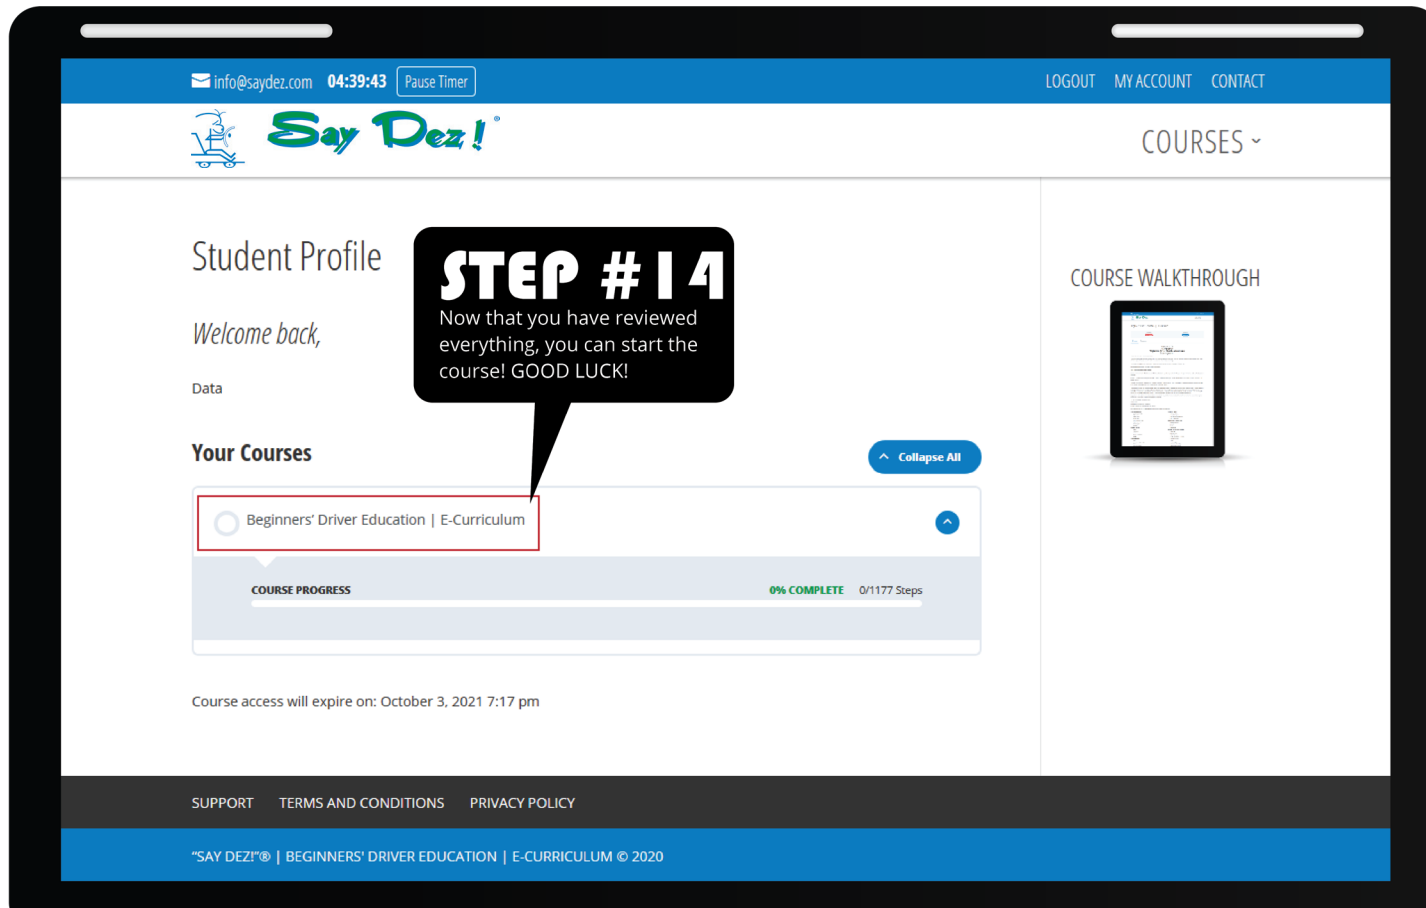 info@saydez.com 04:39:43 Pause Timer LOGOUT MY ACCOUNT CONTACT
Say Dez! ®
COURSES
Student Profile
STEP #14
Now that you have reviewed
everything, you can start the
course! GOOD LUCK!
COURSE WALKTHROUGH
Welcome back,
Data
Your Courses
Collapse All
Beginners’ Driver Education | E-Curriculum
COURSE PROGRESS 0% COMPLETE 0/1177 Steps
Course access will expire on: October 3, 2021 7:17 pm
SUPPORT TERMS AND CONDITIONS PRIVACY POLICY
“SAY DEZ!”® | BEGINNERS' DRIVER EDUCATION | E-CURRICULUM © 2020